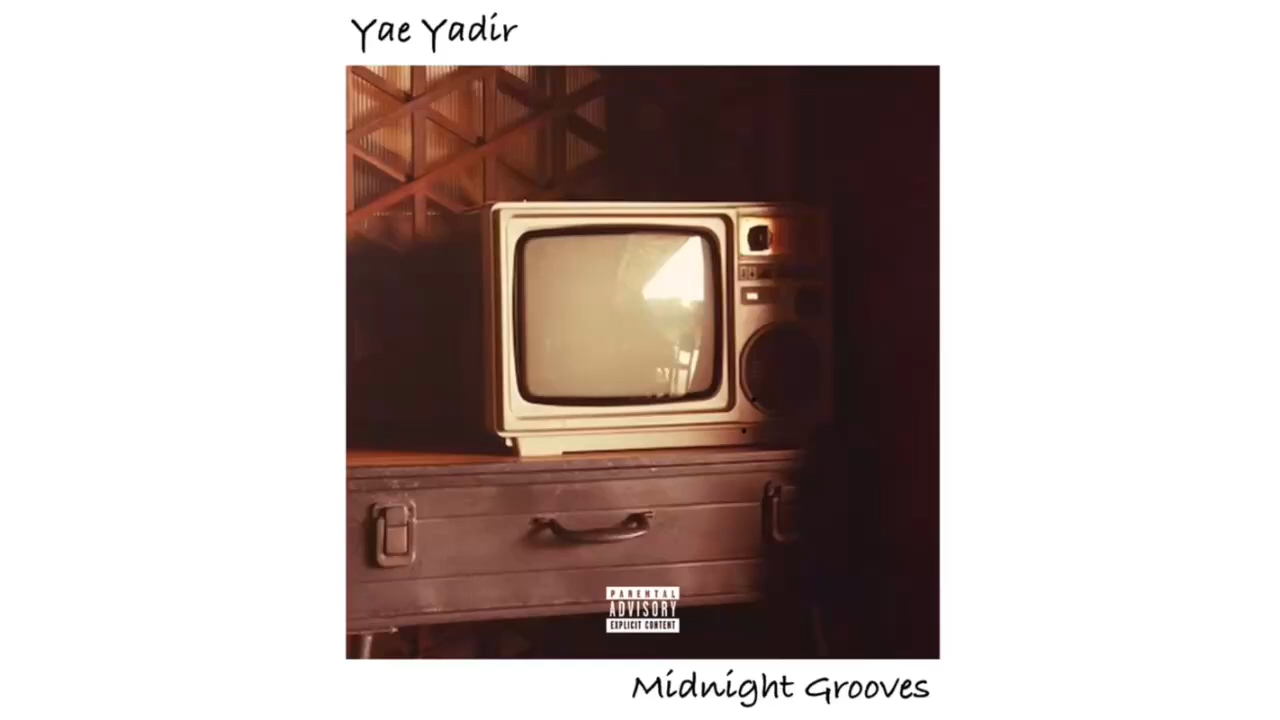 Yae Yadir
PARENTAL
ADVISORY
EXPLICIT CONTENT
Midnight Grooves